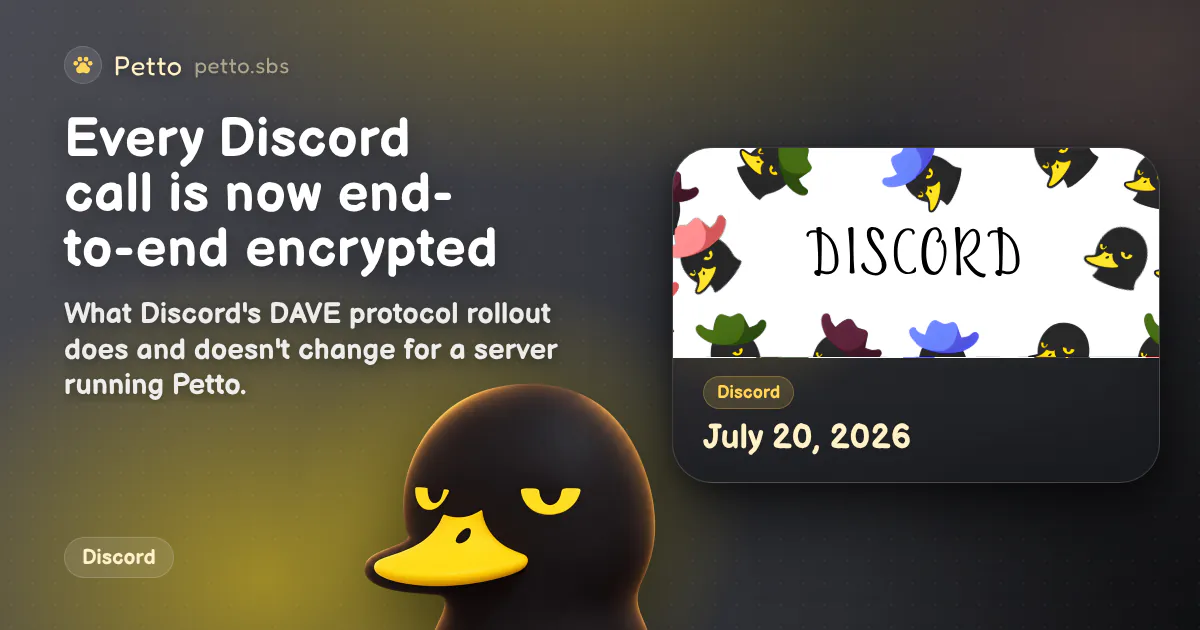 Petto petto.sbs
Every Discord
call is now end-
to-end encrypted
What Discord's DAVE protocol rollout
does and doesn't change for a server
running Petto.
Discord
DISCORD
Discord
July 20, 2026